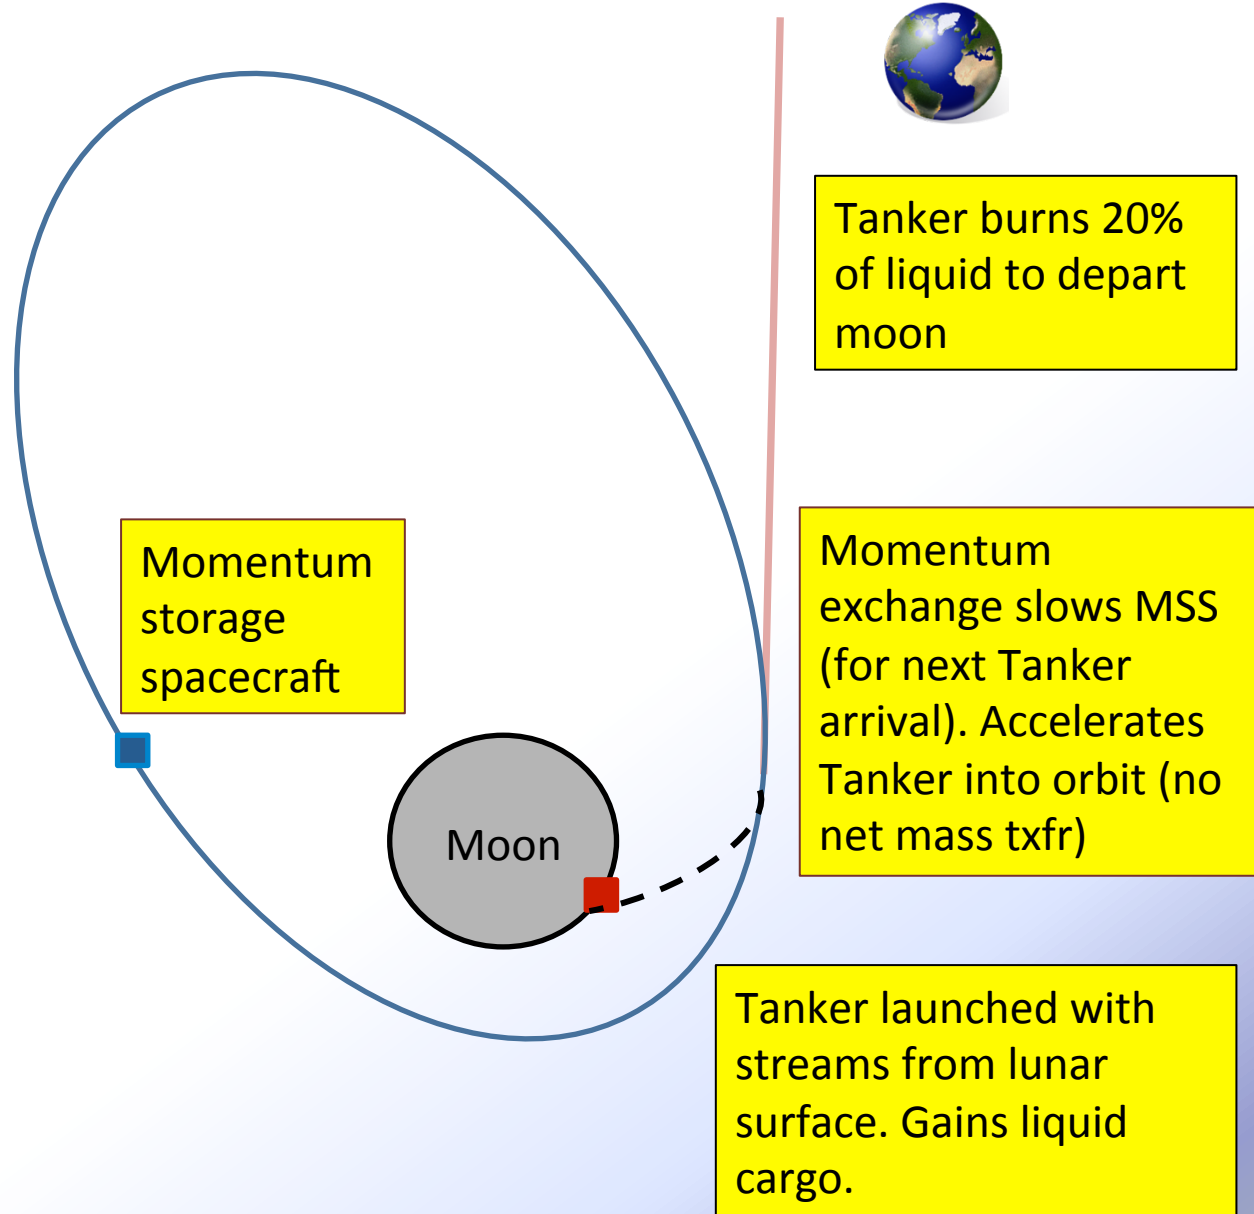 Tanker burns 20%
of liquid to depart
moon
Momentum
storage
spacecraft
Momentum
exchange slows MSS
(for next Tanker
arrival). Accelerates
Tanker into orbit (no
net mass txfr)
Moon
Tanker launched with
streams from lunar
surface. Gains liquid
cargo.